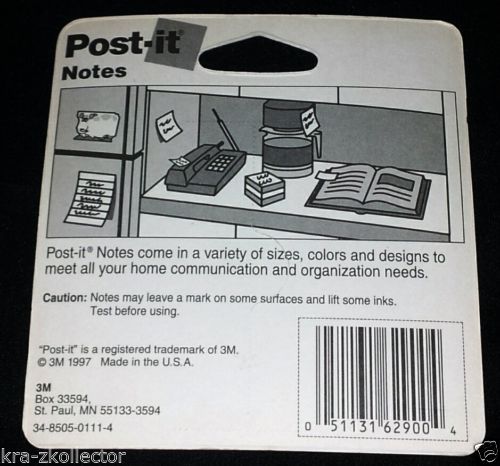 Post-it®
Notes
Post-it® Notes come in a variety of sizes, colors and designs to
meet all your home communication and organization needs.
Caution: Notes may leave a mark on some surfaces and lift some inks.
Test before using.
"Post-it" is a registered trademark of 3M.
© 3M 1997 Made in the U.S.A.
3M
Box 33594,
St. Paul, MN 55133-3594
34-8505-0111-4
0 51131 62900 4
kra-zkollector
kra-zkollector